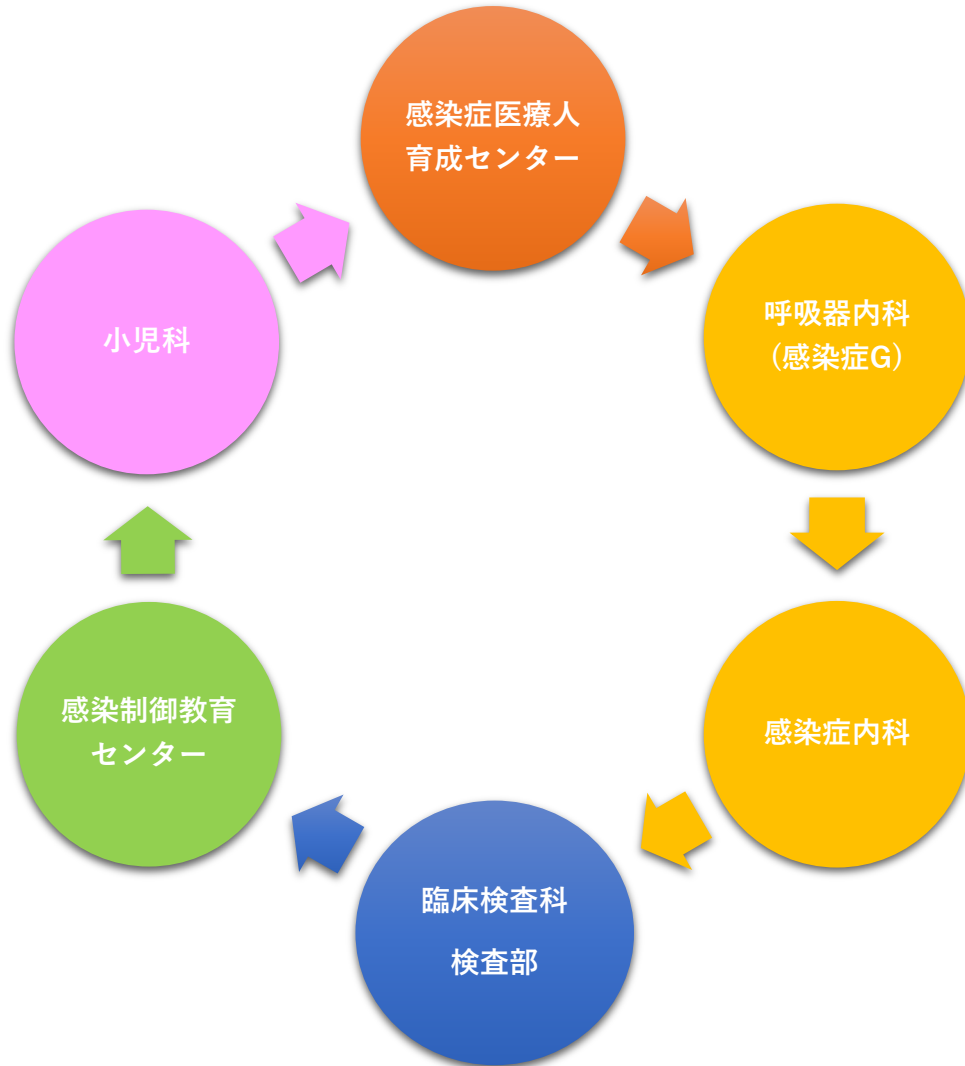 感染症医療人
育成センター
呼吸器内科
(感染症G)
感染症内科
臨床検査科
検査部
感染制御教育
センター
小児科